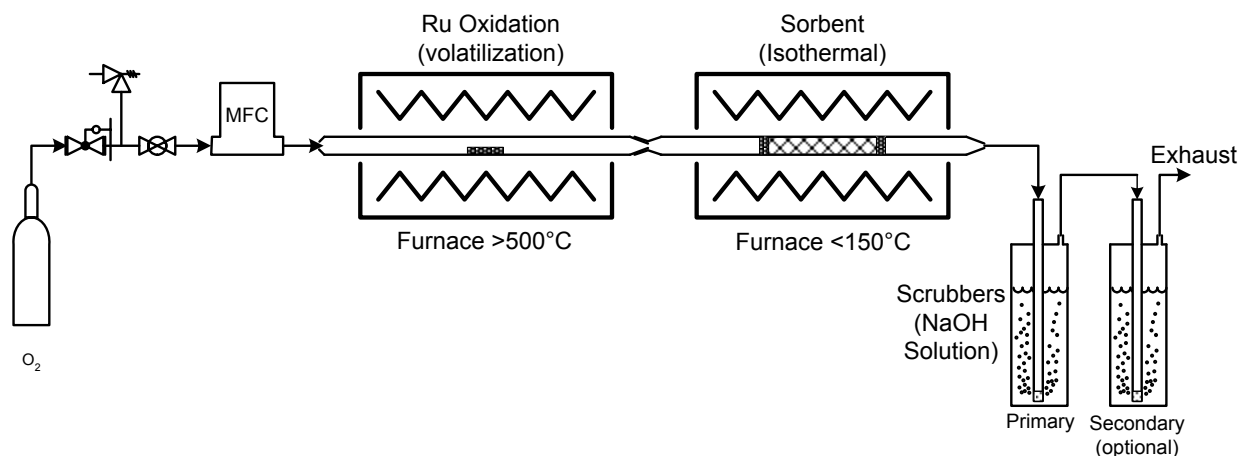 Ru Oxidation
(volatilization)
Sorbent
(Isothermal)
MFC
Exhaust
Furnace >500°C
Furnace <150°C
Scrubbers
(NaOH
Solution)
O2
Primary
Secondary
(optional)